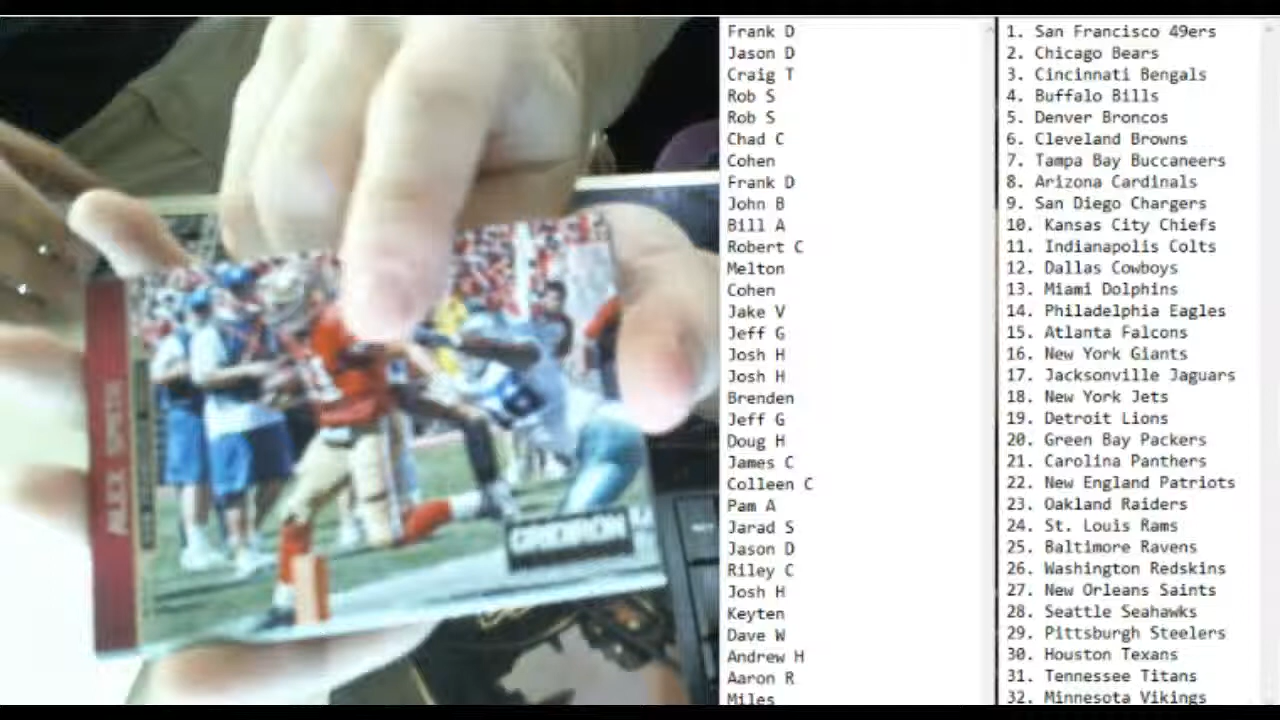 ALEX SMITH
GRIDIRON
Frank D
Jason D
Craig T
Rob S
Rob S
Chad C
Cohen
Frank D
John B
Bill A
Robert C
Melton
Cohen
Jake V
Jeff G
Josh H
Josh H
Brenden
Jeff G
Doug H
James C
Colleen C
Pam A
Jarad S
Jason D
Riley C
Josh H
Keyten
Dave W
Andrew H
Aaron R
Miles
1. San Francisco 49ers
2. Chicago Bears
3. Cincinnati Bengals
4. Buffalo Bills
5. Denver Broncos
6. Cleveland Browns
7. Tampa Bay Buccaneers
8. Arizona Cardinals
9. San Diego Chargers
10. Kansas City Chiefs
11. Indianapolis Colts
12. Dallas Cowboys
13. Miami Dolphins
14. Philadelphia Eagles
15. Atlanta Falcons
16. New York Giants
17. Jacksonville Jaguars
18. New York Jets
19. Detroit Lions
20. Green Bay Packers
21. Carolina Panthers
22. New England Patriots
23. Oakland Raiders
24. St. Louis Rams
25. Baltimore Ravens
26. Washington Redskins
27. New Orleans Saints
28. Seattle Seahawks
29. Pittsburgh Steelers
30. Houston Texans
31. Tennessee Titans
32. Minnesota Vikings